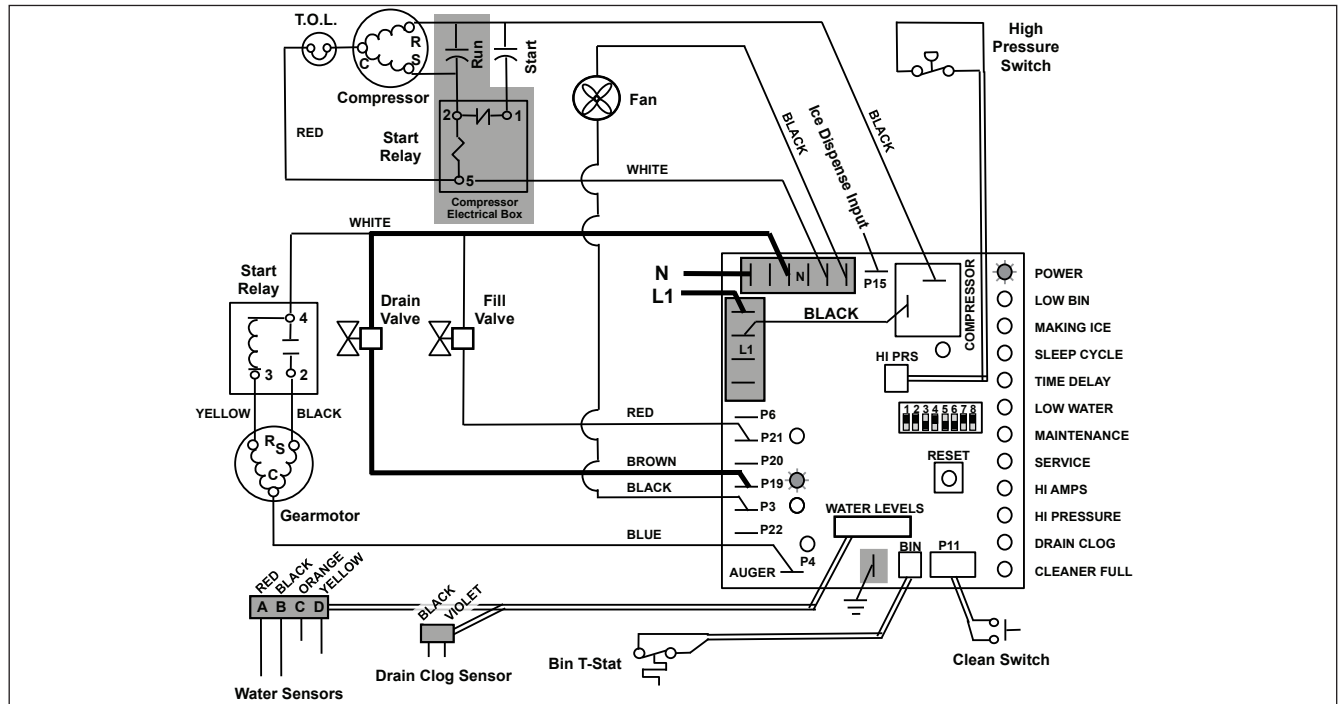 T.O.L.
R
S
C
Compressor
Run
Start
2
1
5
Start
Relay
Compressor
Electrical Box
RED
WHITE
Fan
BLACK
Ice Dispense Input
BLACK
High
Pressure
Switch
WHITE
Start
Relay
4
3
2
YELLOW
BLACK
R
S
C
Gearmotor
Drain
Valve
Fill
Valve
N
L1
N
P15
BLACK
L1
COMPRESSOR
HI PRS
1 2 3 4 5 6 7 8
RESET
RED
P6
P21
BROWN
P20
P19
BLACK
P3
P22
BLUE
P4
AUGER
WATER LEVELS
BIN
P11
POWER
LOW BIN
MAKING ICE
SLEEP CYCLE
TIME DELAY
LOW WATER
MAINTENANCE
SERVICE
HI AMPS
HI PRESSURE
DRAIN CLOG
CLEANER FULL
RED
BLACK
ORANGE
YELLOW
A B C D
Water Sensors
BLACK
VIOLET
Drain Clog Sensor
Bin T-Stat
Clean Switch